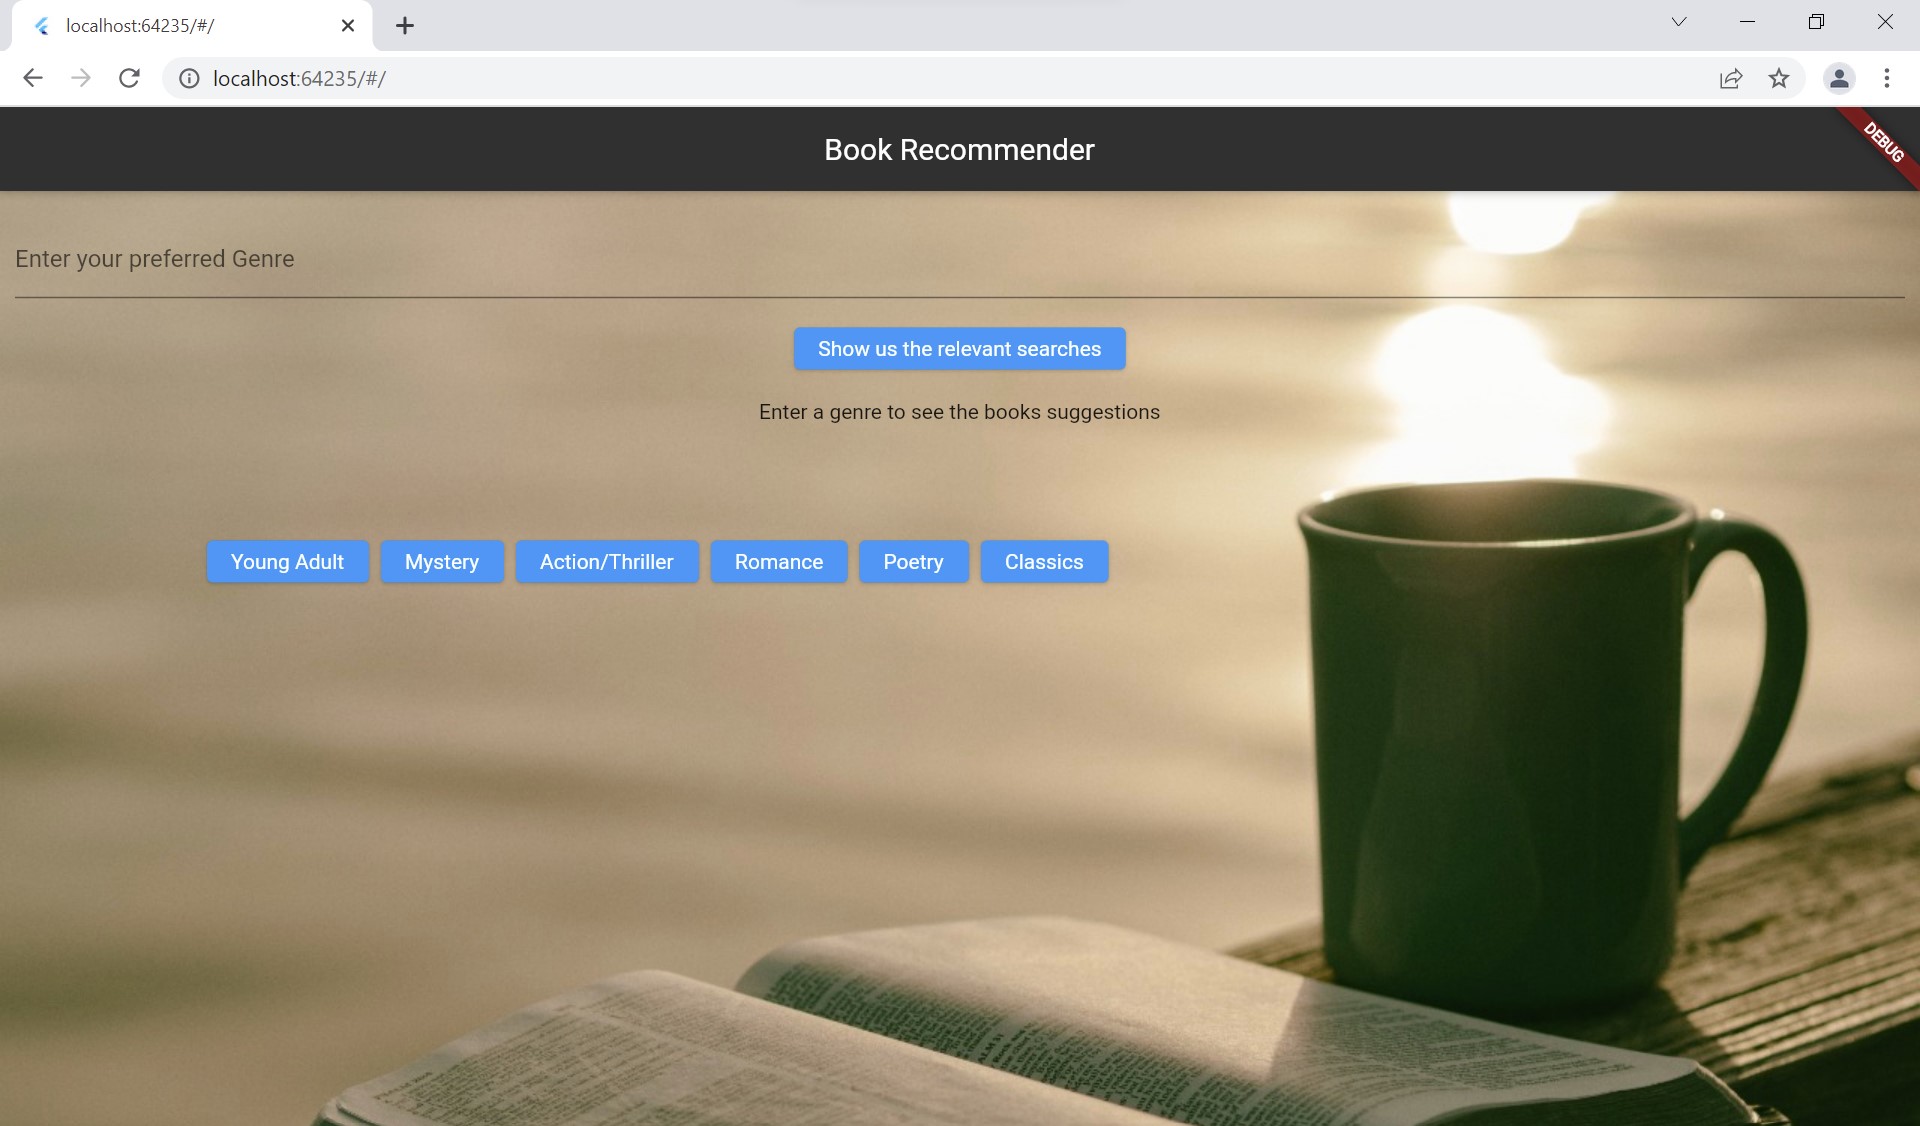 localhost:64235/#/
localhost:64235/#/
Book Recommender
DEBUG
Enter your preferred Genre
Show us the relevant searches
Enter a genre to see the books suggestions
Young Adult Mystery Action/Thriller Romance Poetry Classics